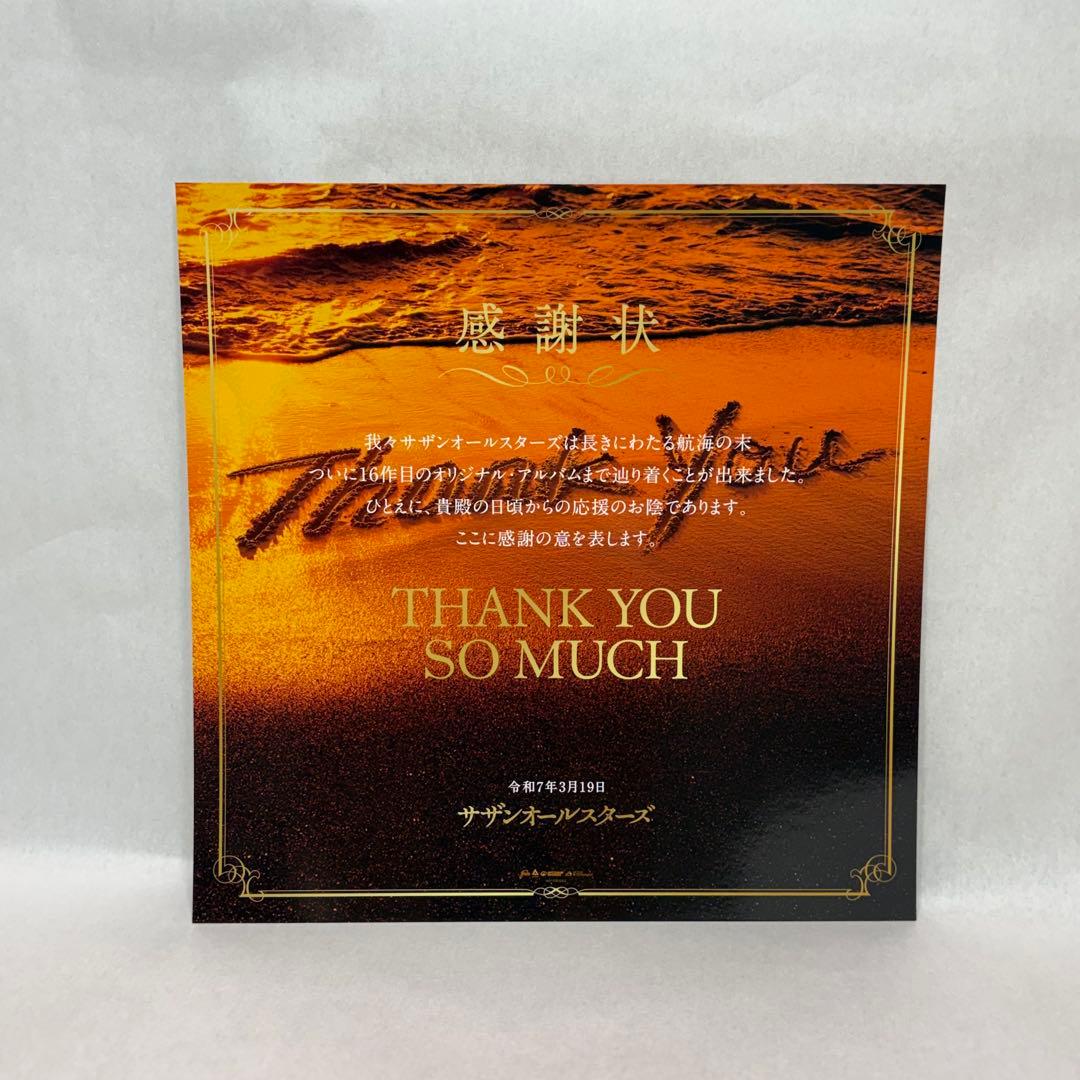 感謝状
Thank You
我々サザンオールスターズは長きにわたる航海の末
ついに16作目のオリジナル・アルバムまで辿り着くことが出来ました。
ひとえに、貴殿の日頃からの応援のお陰であります。
ここに感謝の意を表します。
THANK YOU
SO MUCH
令和7年3月19日
サザンオールスターズ